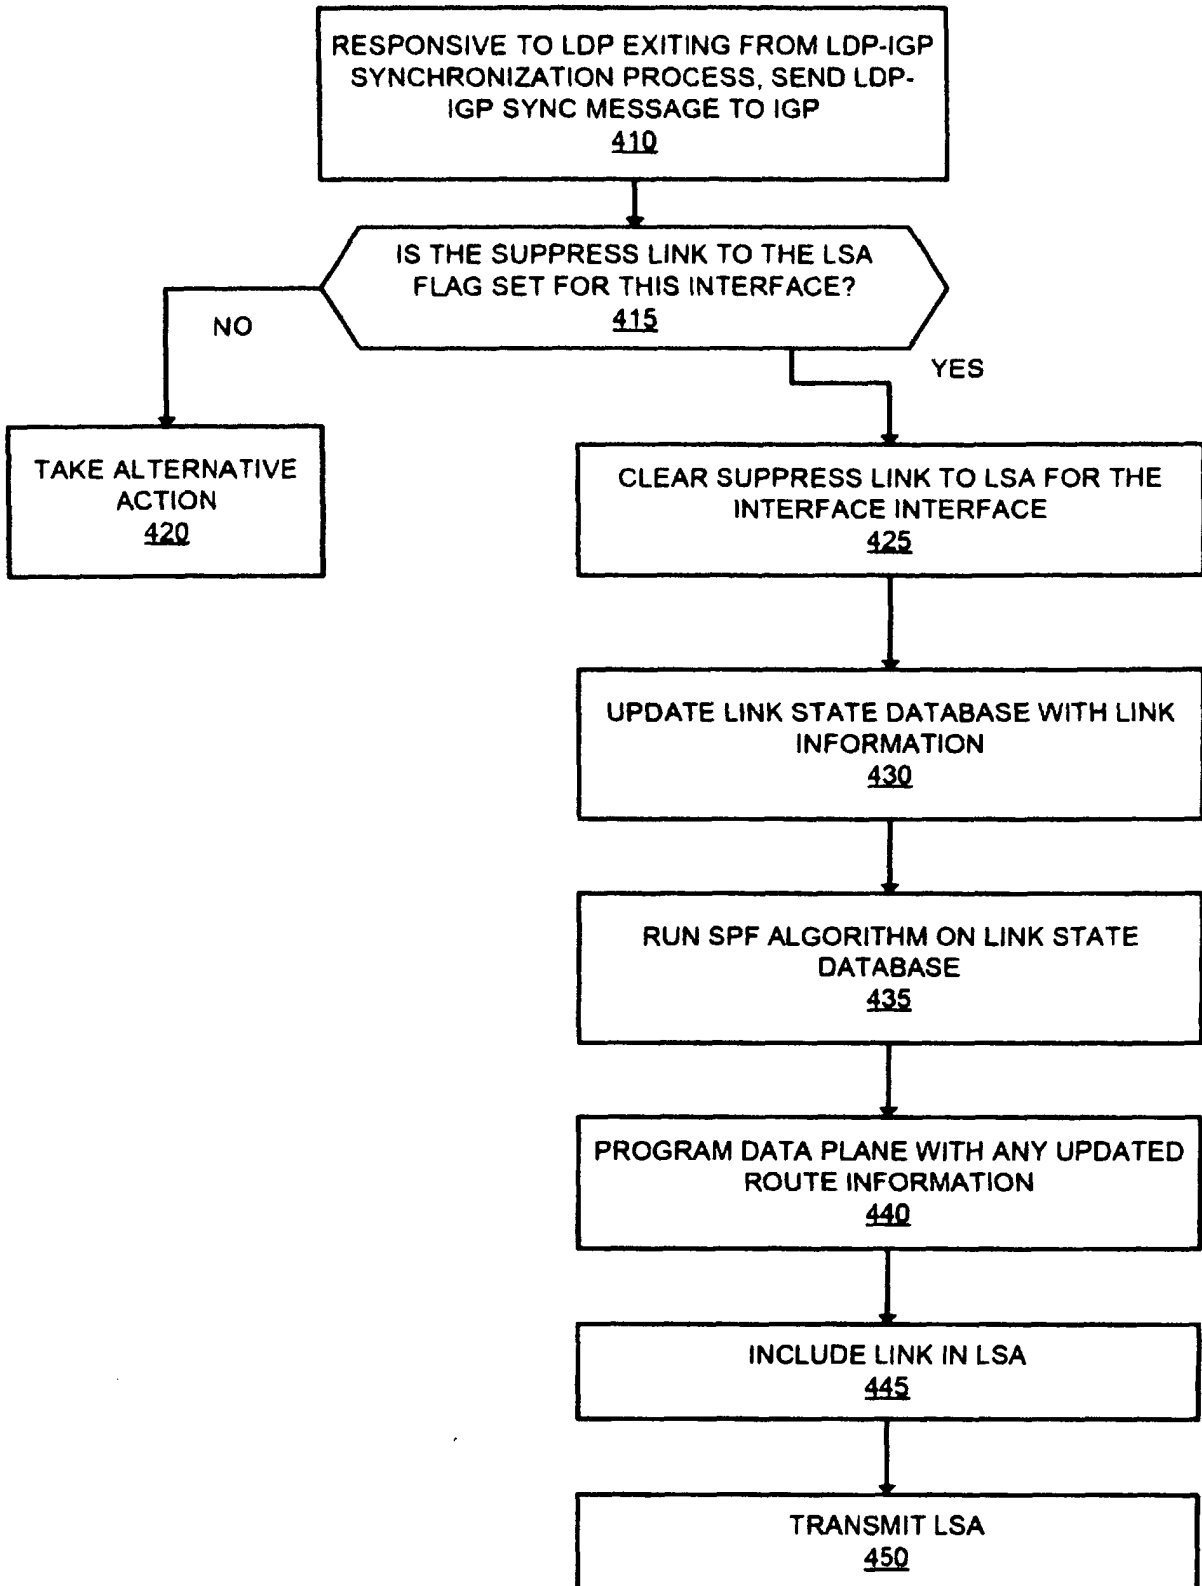 RESPONSIVE TO LDP EXITING FROM LDP-IGP
SYNCHRONIZATION PROCESS, SEND LDP-
IGP SYNC MESSAGE TO IGP
410
IS THE SUPPRESS LINK TO THE LSA
FLAG SET FOR THIS INTERFACE?
415
NO
YES
TAKE ALTERNATIVE
ACTION
420
CLEAR SUPPRESS LINK TO LSA FOR THE
INTERFACE INTERFACE
425
UPDATE LINK STATE DATABASE WITH LINK
INFORMATION
430
RUN SPF ALGORITHM ON LINK STATE
DATABASE
435
PROGRAM DATA PLANE WITH ANY UPDATED
ROUTE INFORMATION
440
INCLUDE LINK IN LSA
445
TRANSMIT LSA
450